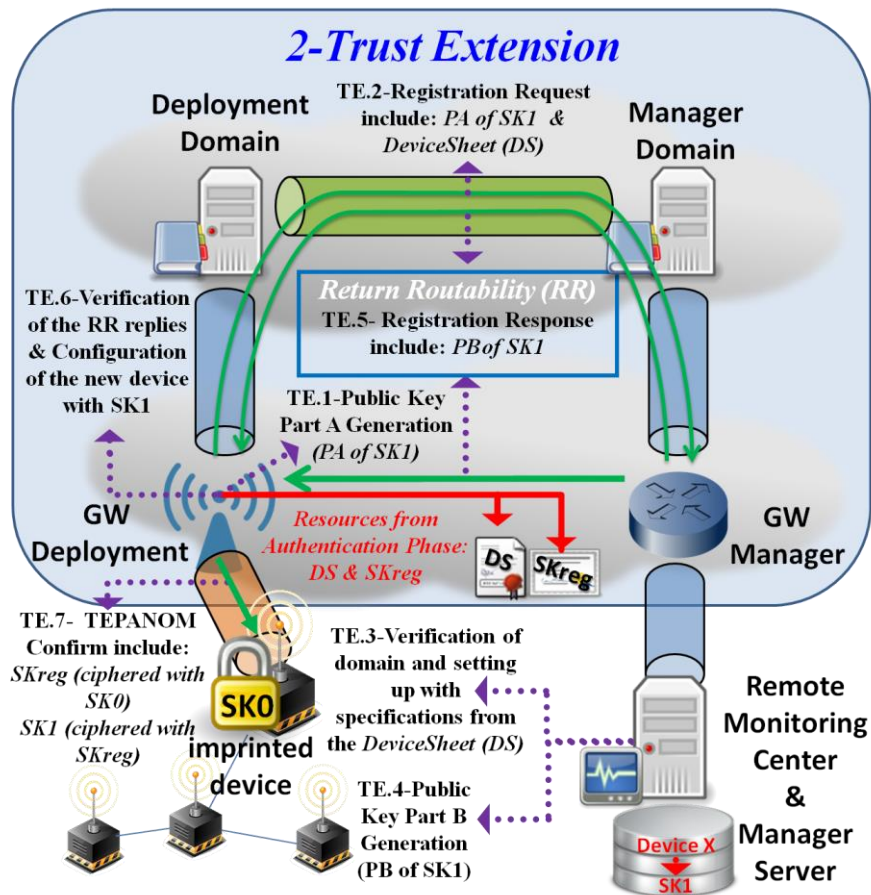 2-Trust Extension
Deployment
Domain
TE.2-Registration Request
include: PA of SK1 &
DeviceSheet (DS)
Manager
Domain
Return Routability (RR)
TE.5- Registration Response
include: PBof SK1
TE.6-Verification
of the RR replies
& Configuration
of the new device
with SK1
TE.1-Public Key
Part A Generation
(PA of SK1)
GW
Deployment
Resources from
Authentication Phase:
DS & SKreg
DS
SKreg
GW
Manager
TE.7- TEPANOM
Confirm include:
SKreg (ciphered with
SK0)
SK1 (ciphered with
SKreg)
SK0
imprinted
device
TE.3-Verification of
domain and setting
up with
specifications from
the DeviceSheet (DS)
TE.4-Public
Key Part B
Generation
(PB of SK1)
Remote
Monitoring
Center
&
Manager
Server
Device X
SK1